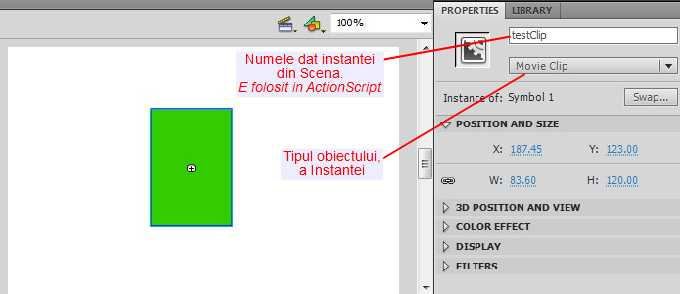 PROPERTIES LIBRARY
100%
testClip
Numele dat instantei
din Scena.
E folosit in ActionScript
Movie Clip
Instance of: Symbol 1 Swap...
POSITION AND SIZE
X: 187.45 Y: 123.00
Tipul obiectului,
a Instantei
W: 83.60 H: 120.00
3D POSITION AND VIEW
COLOR EFFECT
DISPLAY
FILTERS